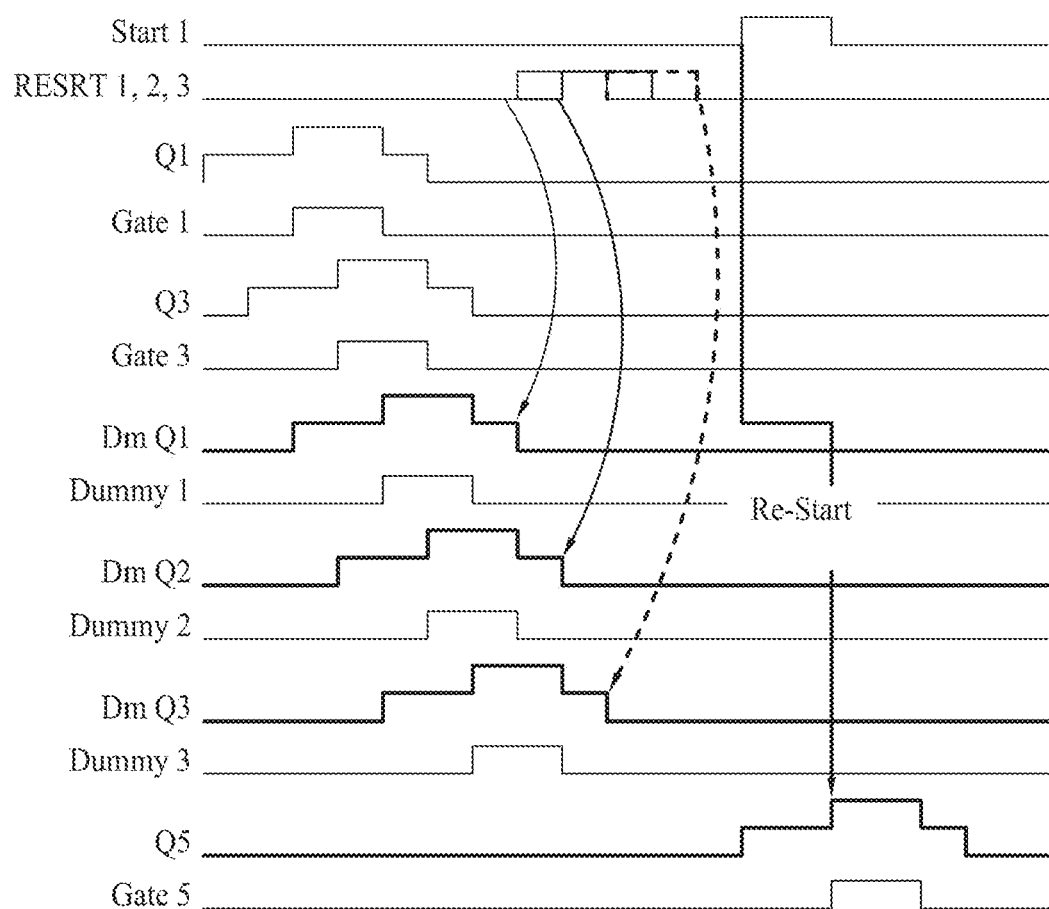 Start 1
RESRT 1, 2, 3
Q1
Gate 1
Q3
Gate 3
Dm Q1
Dummy 1
Re-Start
Dm Q2
Dummy 2
Dm Q3
Dummy 3
Q5
Gate 5